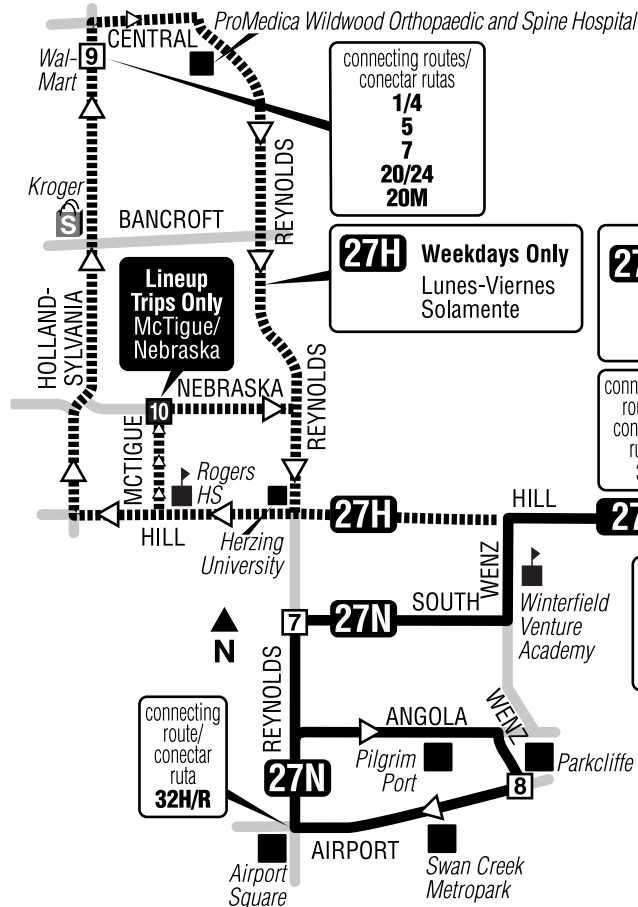 ProMedica Wildwood Orthopaedic and Spine Hospital
CENTRAL
Wal-
Mart
9
connecting routes/
conectar rutas
1/4
5
7
20/24
20M
Kroger
S
BANCROFT
REYNOLDS
27H Weekdays Only
Lunes-Viernes
Solamente
27
Lineup
Trips Only
McTigue/
Nebraska
HOLLAND-
SYLVANIA
NEBRASKA
10
REYNOLDS
MCTIGUE
Rogers
HS
HILL
Herzing
University
27H
HILL
27
WENZ
SOUTH
Winterfield
Venture
Academy
7
27N
N
REYNOLDS
connecting
route/
conectar
ruta
32H/R
ANGOLA
WENZ
Pilgrim
Port
Parkcliffe
8
27N
AIRPORT
Airport
Square
Swan Creek
Metropark